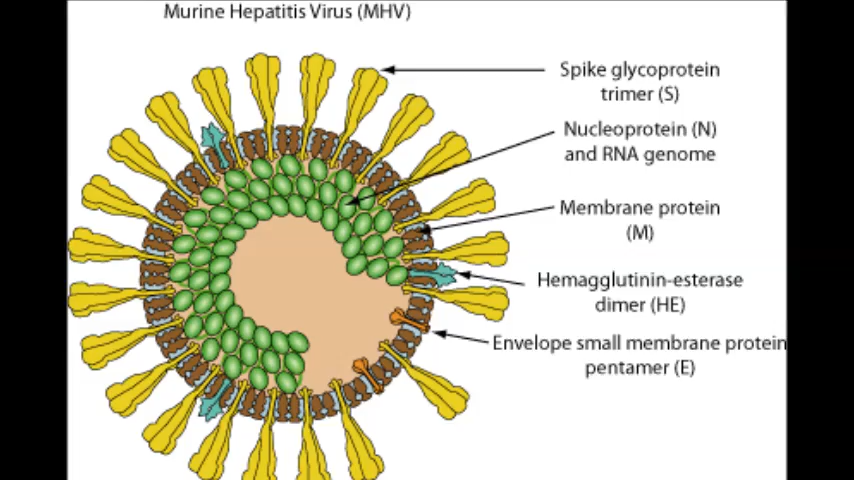 Murine Hepatitis Virus (MHV)
Spike glycoprotein
trimer (S)
Nucleoprotein (N)
and RNA genome
Membrane protein
(M)
Hemagglutinin-esterase
dimer (HE)
Envelope small membrane protein
pentamer (E)